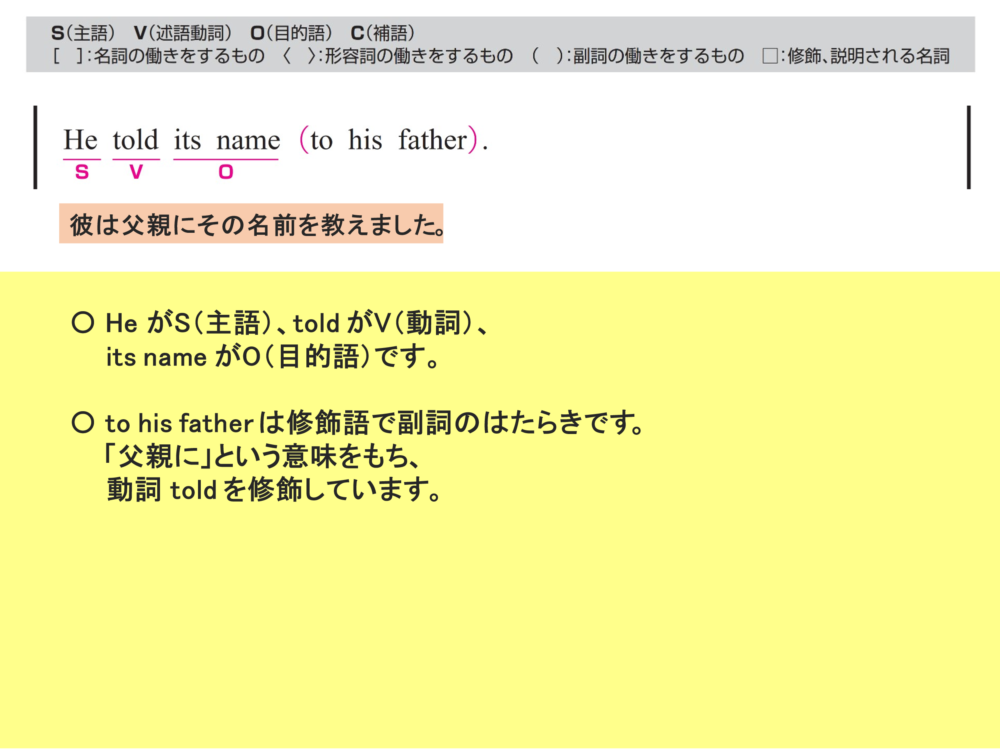 S（主語）　V（述語動詞）　O（目的語）　C（補語）
［　］：名詞の働きをするもの　〈　〉：形容詞の働きをするもの　（　）：副詞の働きをするもの　□：修飾、説明される名詞
He told its name (to his father).
S V O
彼は父親にその名前を教えました。
○ He がS（主語）、told がV（動詞）、
its name がO（目的語）です。
○ to his father は修飾語で副詞のはたらきです。
「父親に」という意味をもち、
動詞 told を修飾しています。